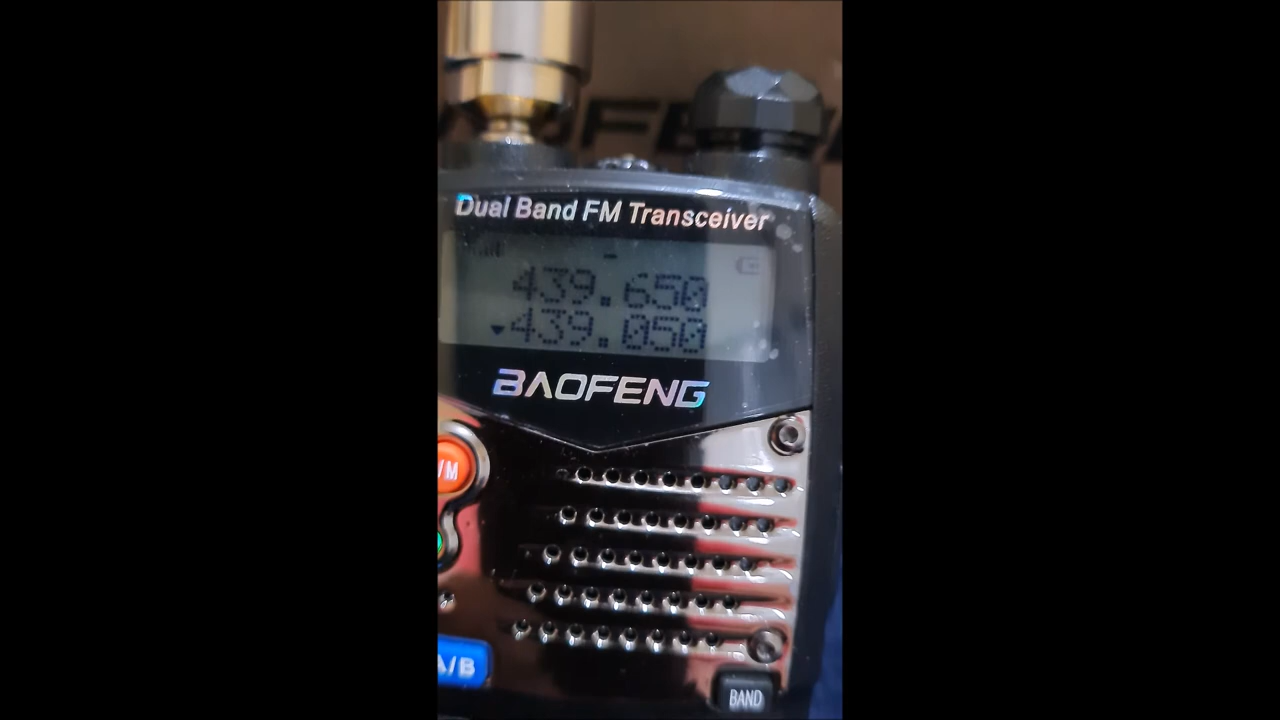 Dual Band FM Transceiver
439.650
439.050
BAOFENG
/M
A/B
BAND